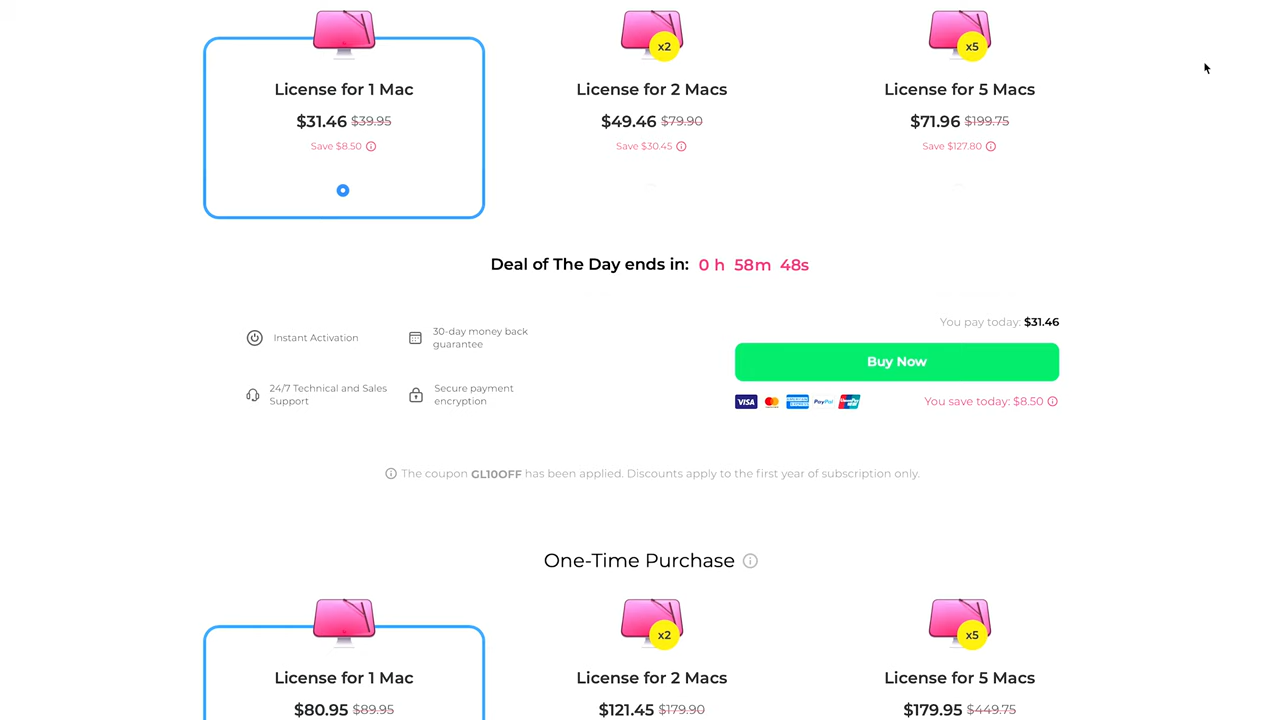 x2
x5
License for 1 Mac
License for 2 Macs
License for 5 Macs
$31.46 $39.95
$49.46 $79.90
$71.96 $199.75
Save $8.50
Save $30.45
Save $127.80
Deal of The Day ends in: 0 h 58m 48s
Instant Activation
30-day money back
guarantee
24/7 Technical and Sales
Support
Secure payment
encryption
You pay today: $31.46
Buy Now
VISA
AMERICAN EXPRESS
PayPal
UnionPay
You save today: $8.50
The coupon GL10OFF has been applied. Discounts apply to the first year of subscription only.
One-Time Purchase
x2
x5
License for 1 Mac
License for 2 Macs
License for 5 Macs
$80.95 $89.95
$121.45 $179.90
$179.95 $449.75